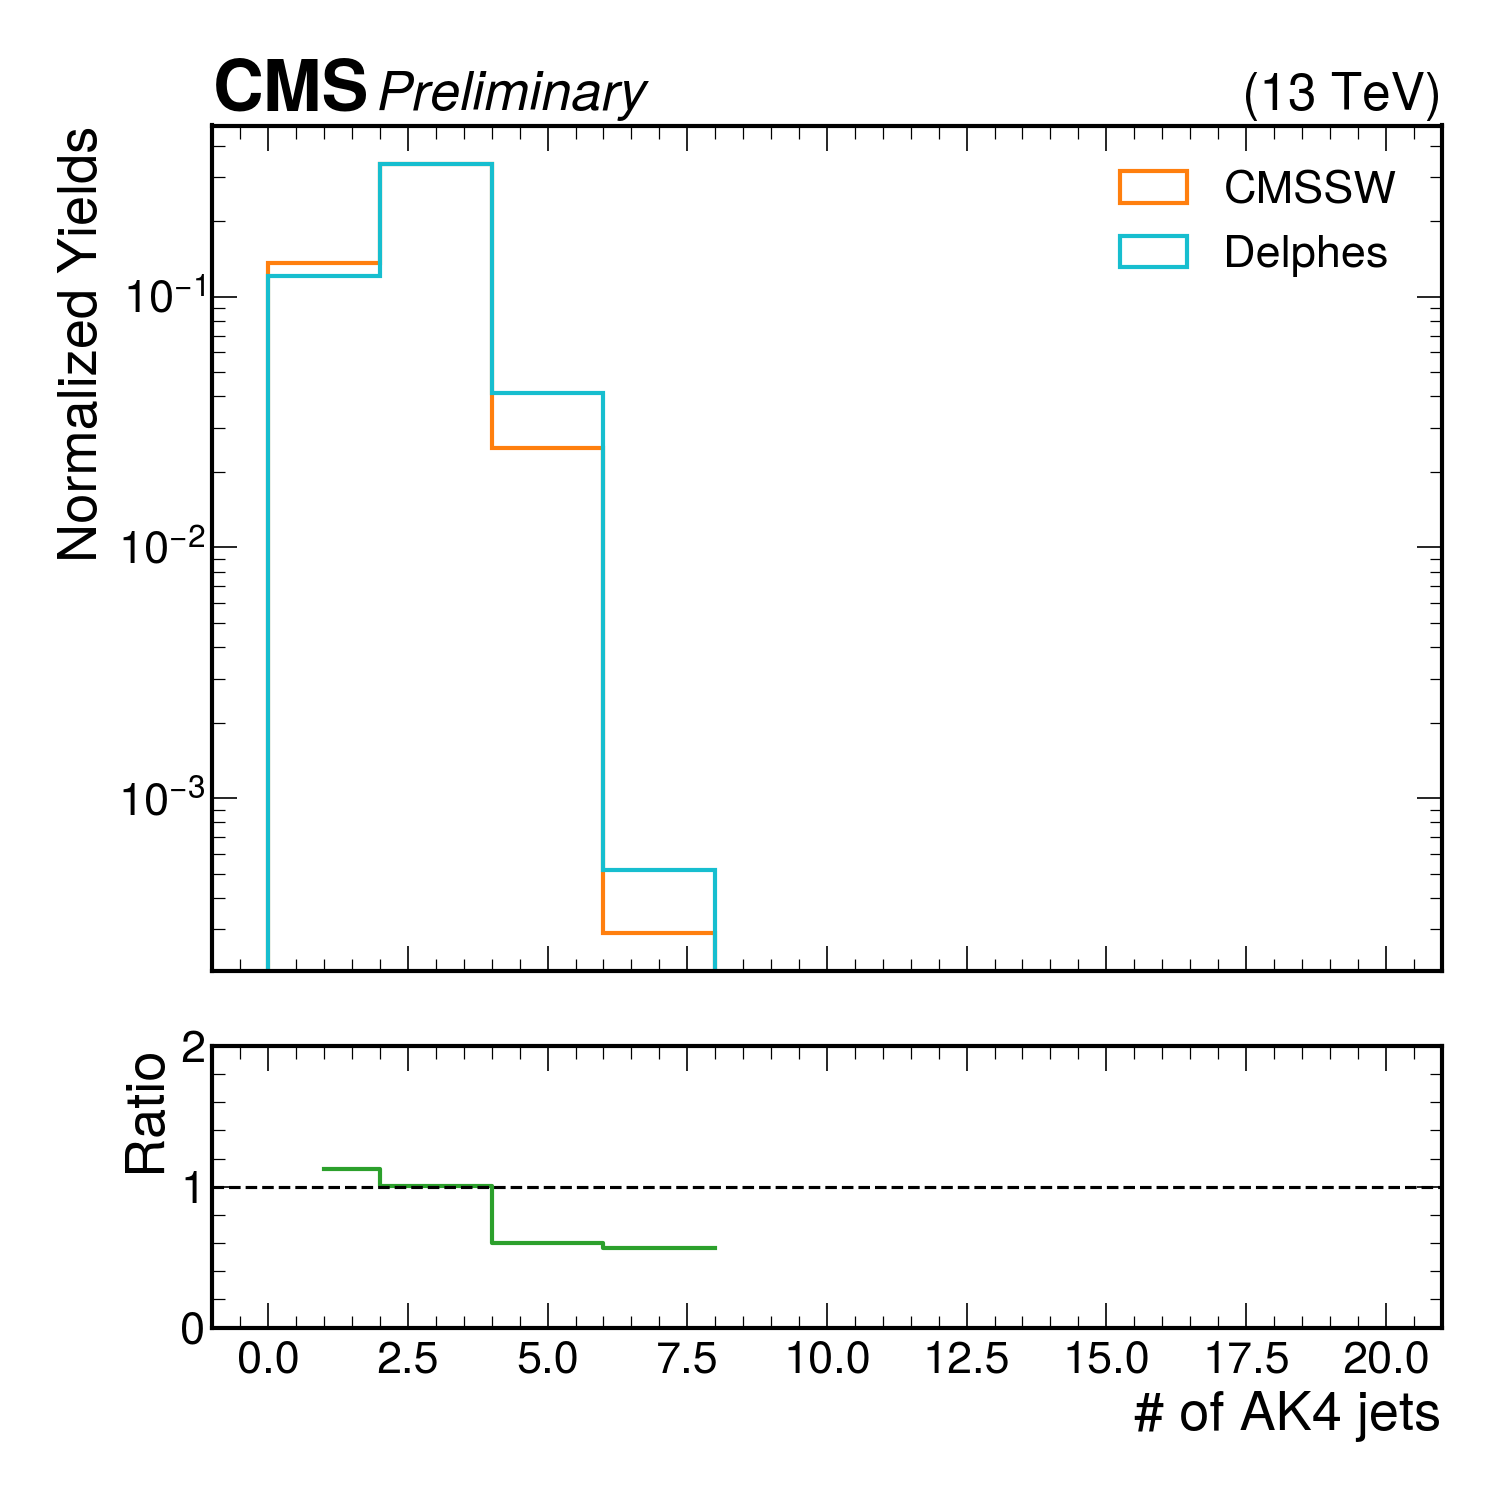 CMS Preliminary (13 TeV)
Normalized Yields
CMSSW
Delphes
10⁻¹
10⁻²
10⁻³
Ratio
2
1
0
0.0 2.5 5.0 7.5 10.0 12.5 15.0 17.5 20.0
# of AK4 jets